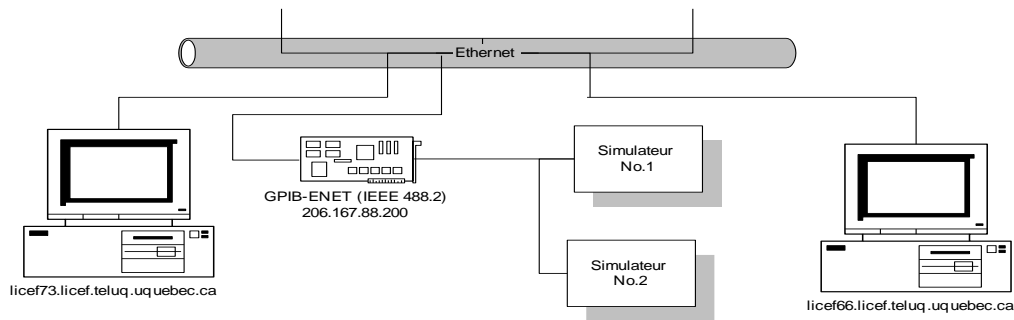 Ethernet
Simulateur
No.1
GPIB-ENET (IEEE 488.2)
206.167.88.200
Simulateur
No.2
licef73.licef.teluq.uquebec.ca
licef66.licef.teluq.uquebec.ca